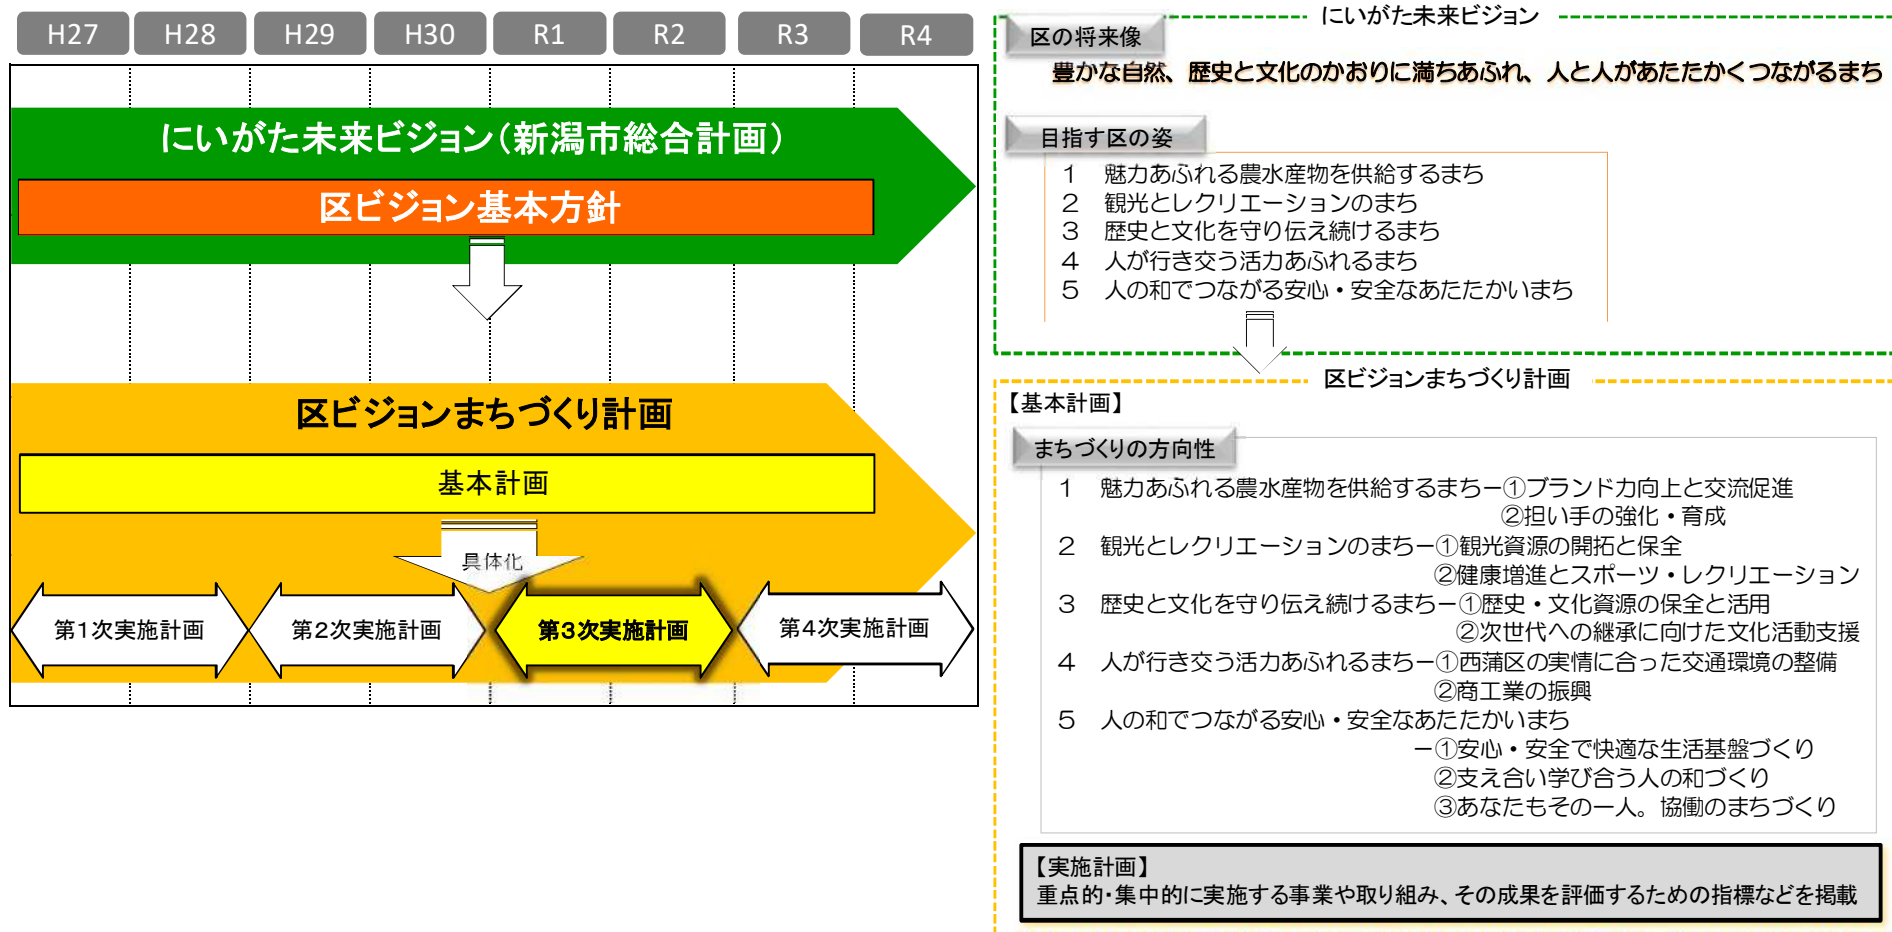 H27 H28 H29 H30 R1 R2 R3 R4
にいがた未来ビジョン（新潟市総合計画）
区ビジョン基本方針
区ビジョンまちづくり計画
基本計画
具体化
第１次実施計画 第２次実施計画 第３次実施計画 第４次実施計画
にいがた未来ビジョン
区の将来像
豊かな自然、歴史と文化のかおりに満ちあふれ、人と人があたたかくつながるまち
目指す区の姿
１　魅力あふれる農水産物を供給するまち
２　観光とレクリエーションのまち
３　歴史と文化を守り伝え続けるまち
４　人が行き交う活力あふれるまち
５　人の和でつながる安心・安全なあたたかいまち
区ビジョンまちづくり計画
【基本計画】
まちづくりの方向性
１　魅力あふれる農水産物を供給するまち－①ブランド力向上と交流促進
②担い手の強化・育成
２　観光とレクリエーションのまち－①観光資源の開拓と保全
②健康増進とスポーツ・レクリエーション
３　歴史と文化を守り伝え続けるまち－①歴史・文化資源の保全と活用
②次世代への継承に向けた文化活動支援
４　人が行き交う活力あふれるまち－①西蒲区の実情に合った交通環境の整備
②商工業の振興
５　人の和でつながる安心・安全なあたたかいまち
－①安心・安全で快適な生活基盤づくり
②支え合い学び合う人の和づくり
③あなたもその一人。協働のまちづくり
【実施計画】
重点的・集中的に実施する事業や取り組み、その成果を評価するための指標などを掲載